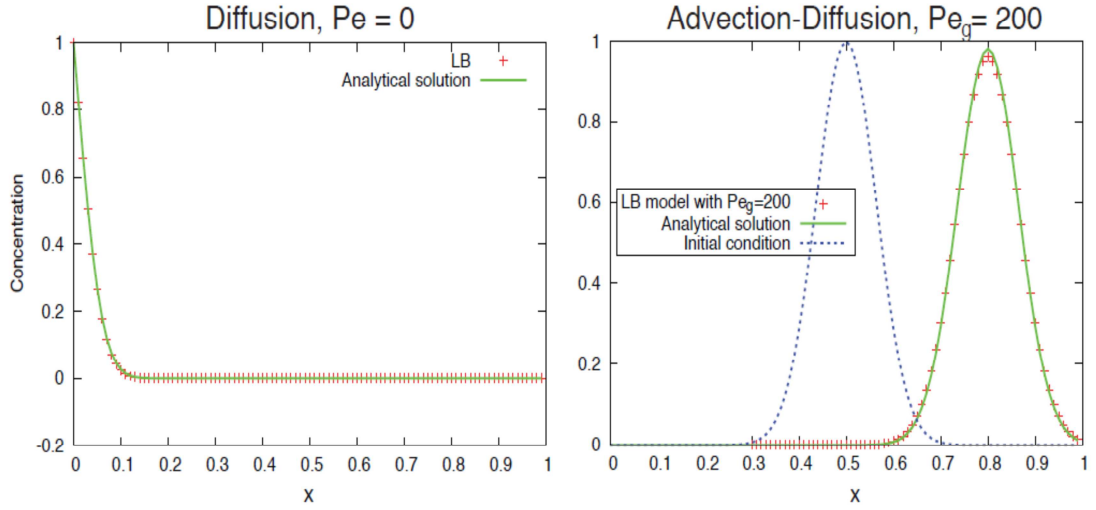 Diffusion, Pe = 0
1
0.8
0.6
0.4
0.2
0
-0.2
Concentration
LB
Analytical solution
0 0.1 0.2 0.3 0.4 0.5 0.6 0.7 0.8 0.9 1
x
Advection-Diffusion, Peg= 200
1
0.8
0.6
0.4
0.2
0
LB model with Peg=200
Analytical solution
Initial condition
0 0.1 0.2 0.3 0.4 0.5 0.6 0.7 0.8 0.9 1
x